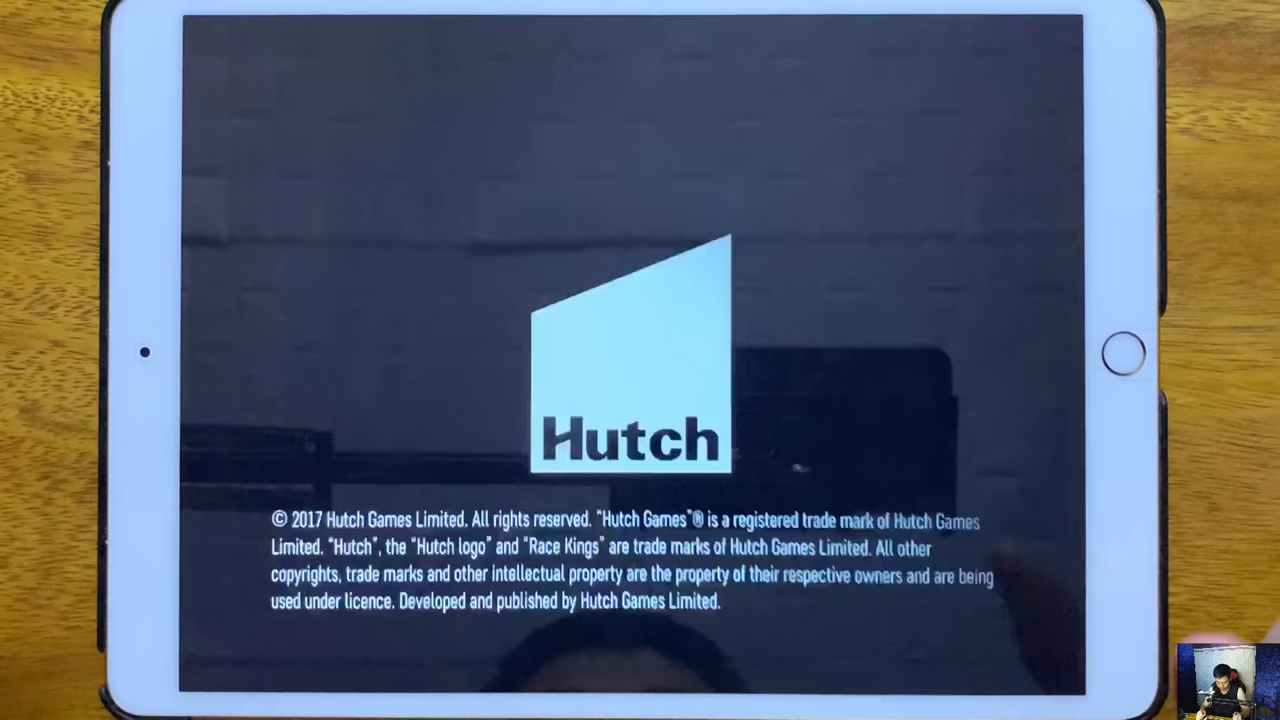 Hutch
© 2017 Hutch Games Limited. All rights reserved. "Hutch Games"® is a registered trade mark of Hutch Games
Limited. "Hutch", the "Hutch logo" and "Race Kings" are trade marks of Hutch Games Limited. All other
copyrights, trade marks and other intellectual property are the property of their respective owners and are being
used under licence. Developed and published by Hutch Games Limited.